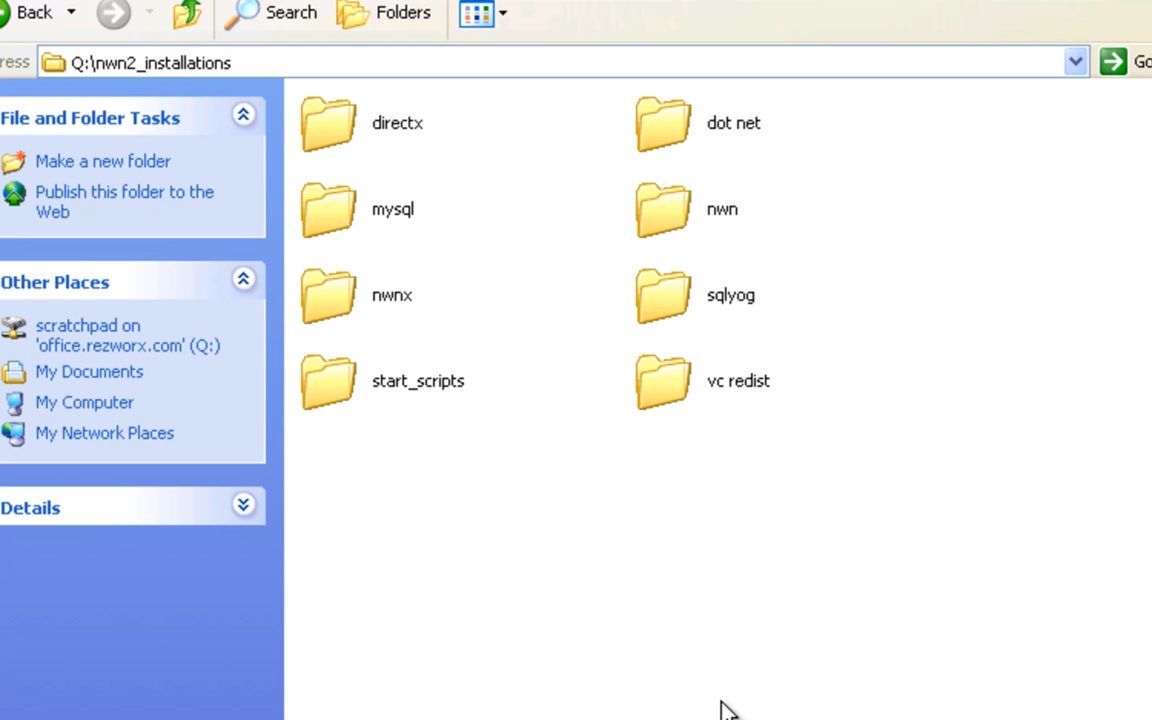 Back Search Folders
ress Q:\nwn2_installations Go
File and Folder Tasks
Make a new folder
Publish this folder to the
Web
Other Places
scratchpad on
'office.rezworx.com' (Q:)
My Documents
My Computer
My Network Places
Details
directx dot net
mysql nwn
nwnx sqlyog
start_scripts vc redist